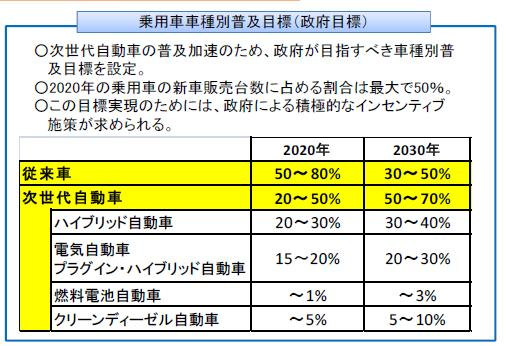 乗用車車種別普及目標(政府目標)
○次世代自動車の普及加速のため、政府が目指すべき車種別普
及目標を設定。
○2020年の乗用車の新車販売台数に占める割合は最大で50%。
○この目標実現のためには、政府による積極的なインセンティブ
施策が求められる。
2020年 2030年
従来車 50～80% 30～50%
次世代自動車 20～50% 50～70%
ハイブリッド自動車 20～30% 30～40%
電気自動車
プラグイン・ハイブリッド自動車 15～20% 20～30%
燃料電池自動車 ～1% ～3%
クリーンディーゼル自動車 ～5% 5～10%